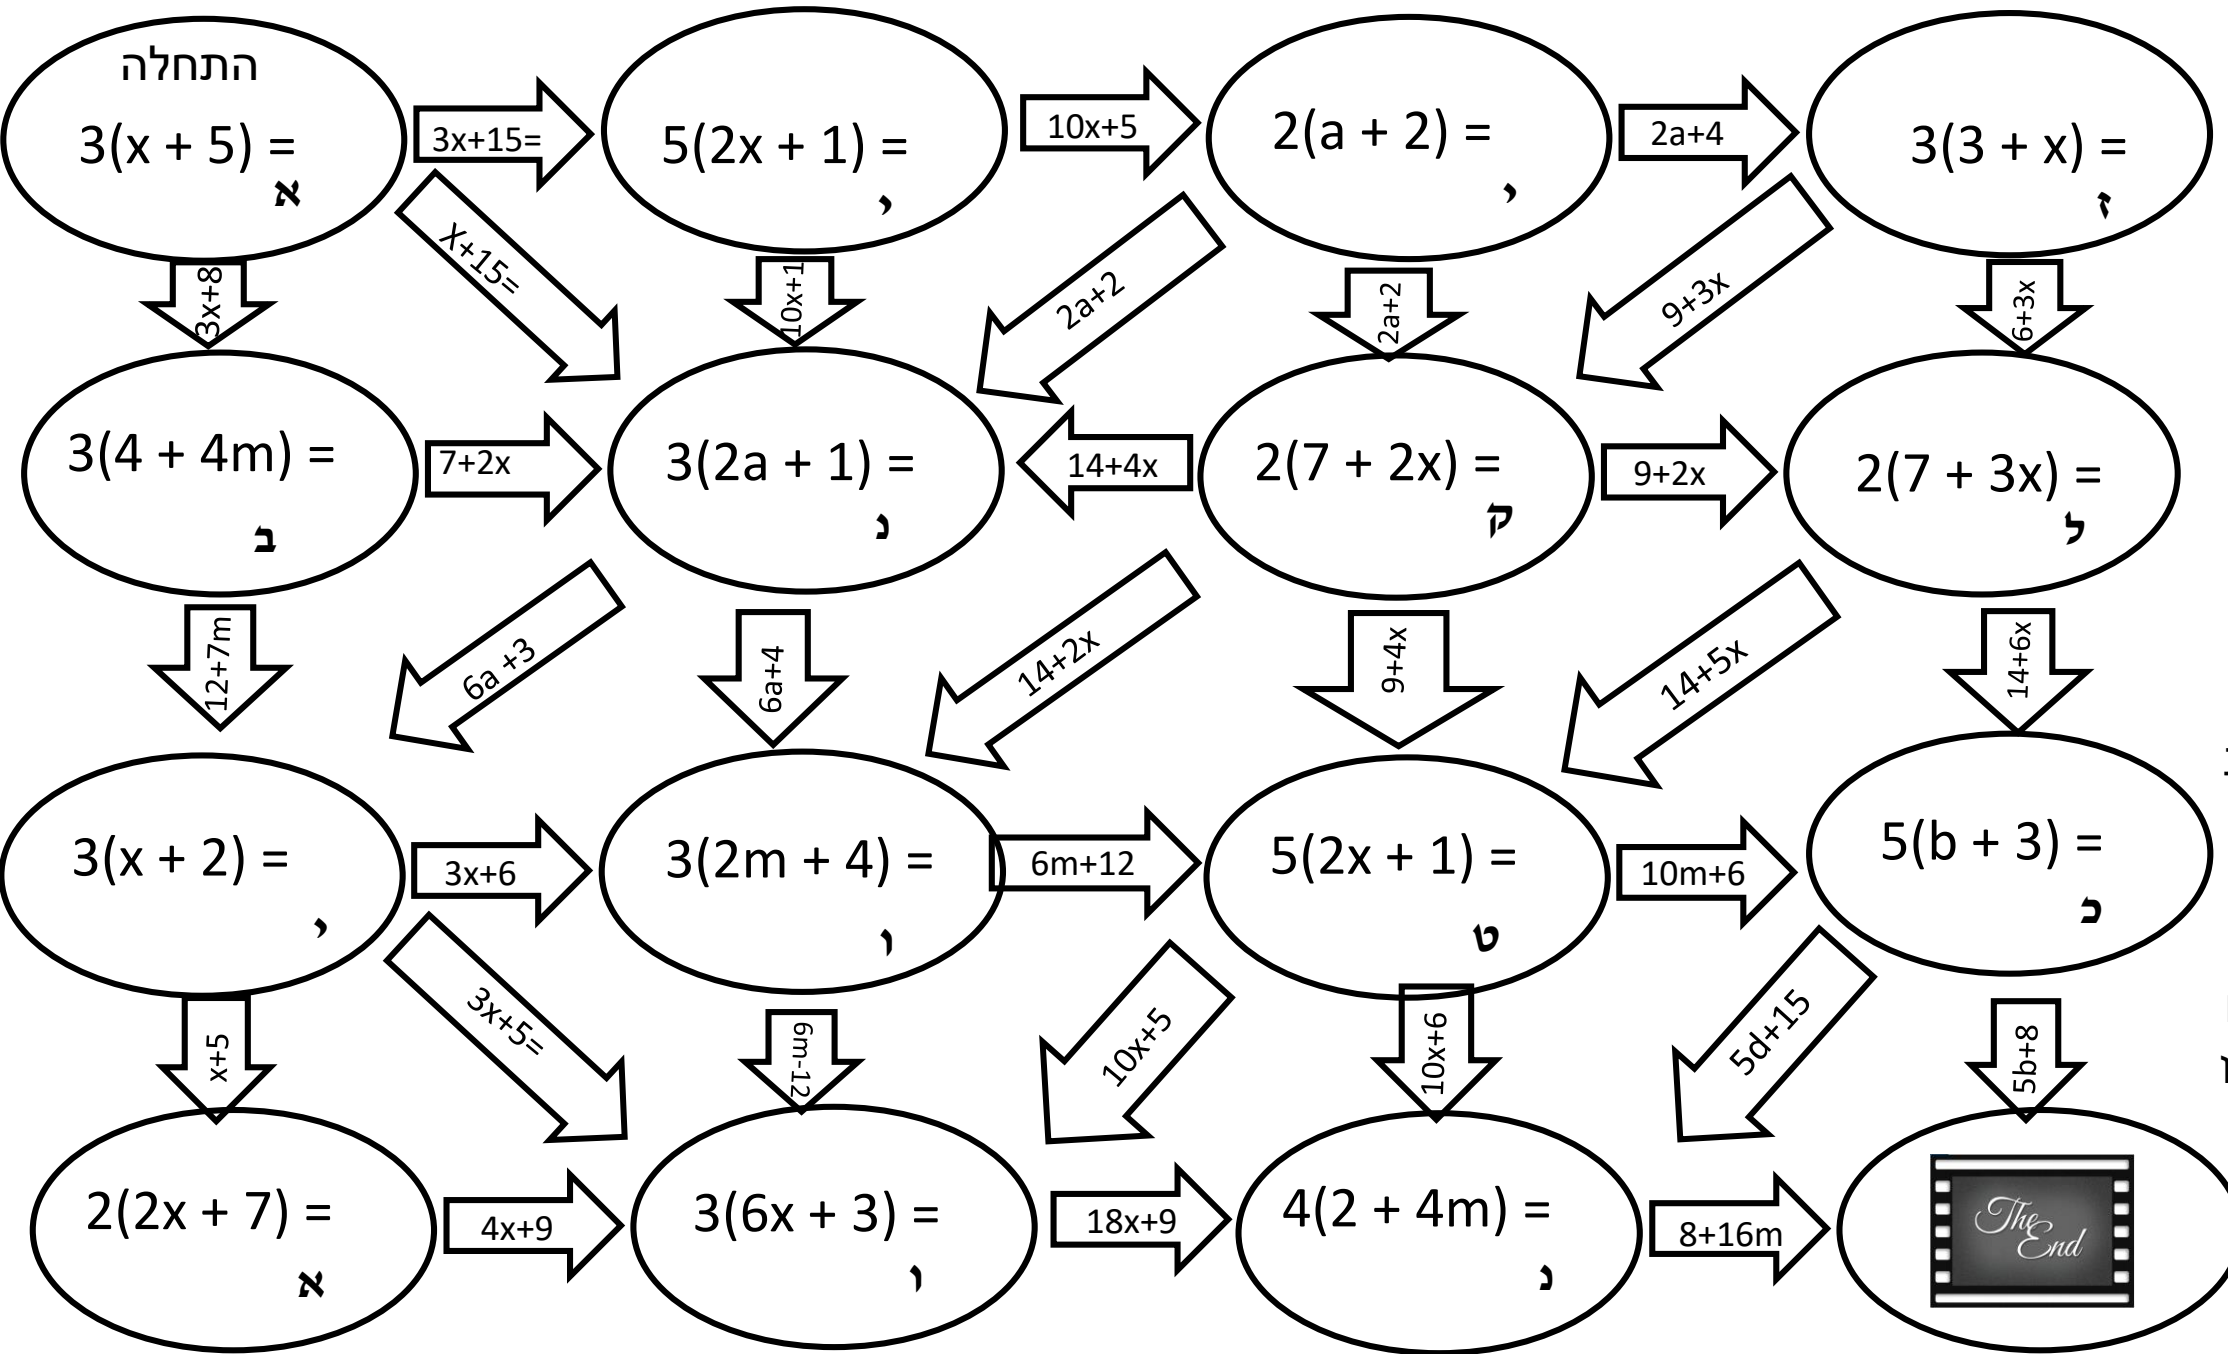 התחלה
3(x + 5) =
א
3x+15=
5(2x + 1) =
י
10x+5
2(a + 2) =
י
2a+4
3(3 + x) =
ז
3x+8
X+15=
10x+1
2a+2
2a+2
9+3x
6+3x
3(4 + 4m) =
ב
7+2x
3(2a + 1) =
נ
14+4x
2(7 + 2x) =
ק
9+2x
2(7 + 3x) =
ל
12+7m
6a +3
6a+4
14+2x
9+4x
14+5x
14+6x
3(x + 2) =
י
3x+6
3(2m + 4) =
ו
6m+12
5(2x + 1) =
ט
10m+6
5(b + 3) =
כ
x+5
3x+5=
6m-12
10x+5
10x+6
5d+15
5b+8
2(2x + 7) =
א
4x+9
3(6x + 3) =
ו
18x+9
4(2 + 4m) =
נ
8+16m
The
End